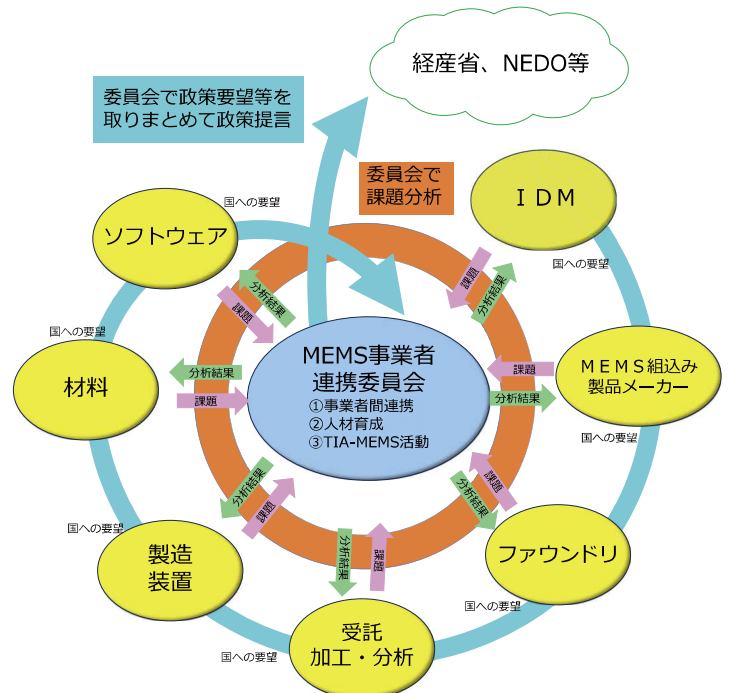 経産省、NEDO等
委員会で政策要望等を
取りまとめて政策提言
委員会で
課題分析
ＩＤＭ
国への要望
ソフトウェア
国への要望
課題
分析結果
分析結果
課題
国への要望
材料
分析結果
課題
MEMS事業者
連携委員会
①事業者間連携
②人材育成
③TIA-MEMS活動
課題
分析結果
ＭＥＭＳ組込み
製品メーカー
国への要望
分析結果
課題
課題
分析結果
国への要望
製造
装置
分析結果
課題
ファウンドリ
国への要望
国への要望
受託
加工・分析